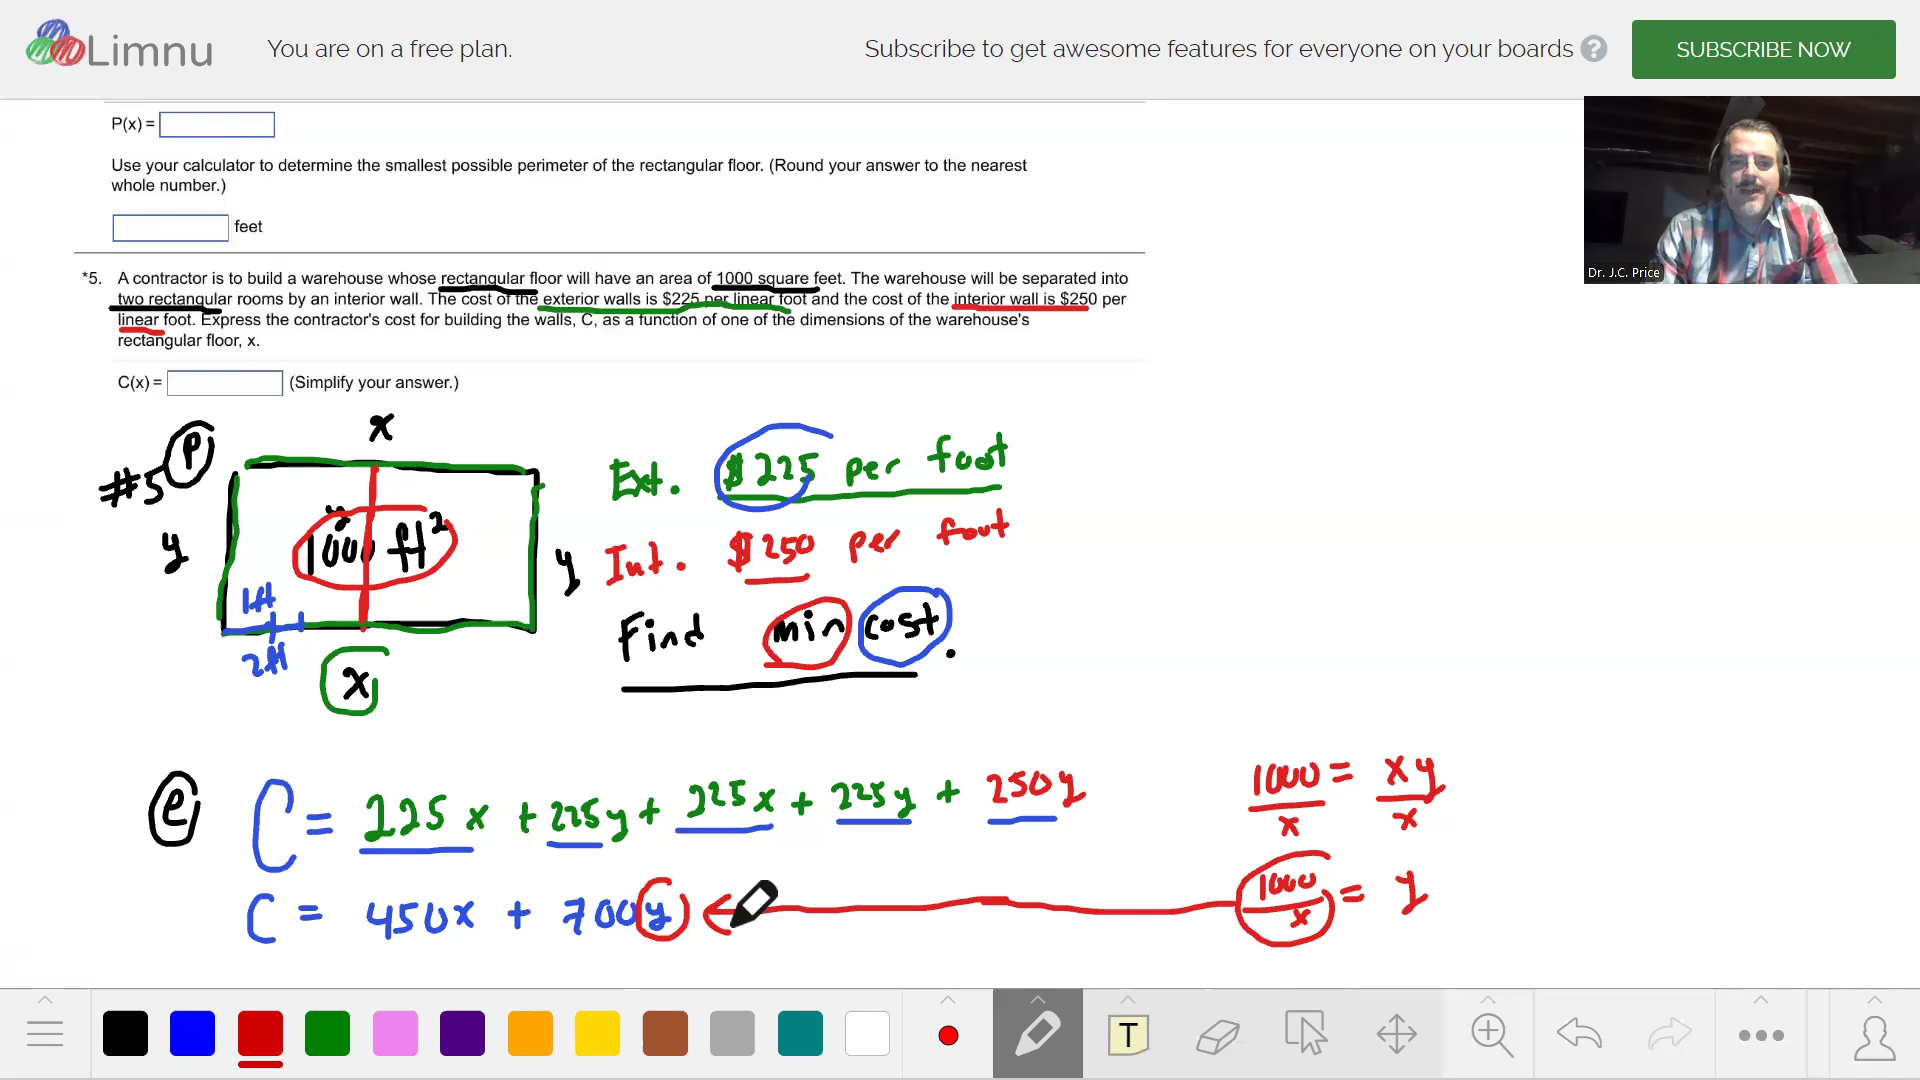 Limnu You are on a free plan. Subscribe to get awesome features for everyone on your boards ? SUBSCRIBE NOW
P(x) =
Use your calculator to determine the smallest possible perimeter of the rectangular floor. (Round your answer to the nearest
whole number.)
feet
Dr. J.C. Price
*5. A contractor is to build a warehouse whose rectangular floor will have an area of 1000 square feet. The warehouse will be separated into
two rectangular rooms by an interior wall. The cost of the exterior walls is $225 per linear foot and the cost of the interior wall is $250 per
linear foot. Express the contractor's cost for building the walls, C, as a function of one of the dimensions of the warehouse's
rectangular floor, x.
C(x) = (Simplify your answer.)
x
#5 P
Ext. $225 per foot
y 1000 ft² y
y
Int. $250 per foot
1ft
2ft
Find min cost.
x
e C = 225x + 225y + 225x + 225y + 250y
1000/x = xy/x
C = 450x + 700y
1000/x = y
T